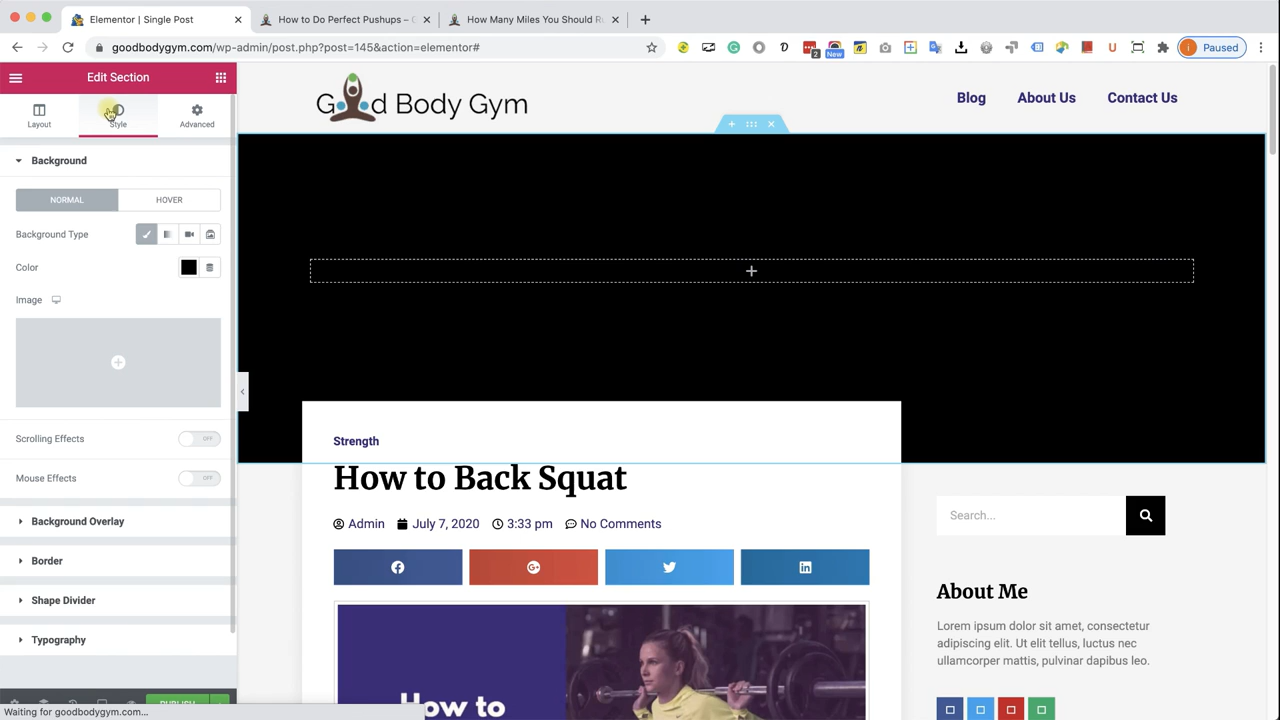 Elementor | Single Post
How to Do Perfect Pushups –
How Many Miles You Should R
goodbodygym.com/wp-admin/post.php?post=145&action=elementor#
2
New
Paused
Edit Section
Layout
Style
Advanced
Good Body Gym
Blog
About Us
Contact Us
Background
NORMAL
HOVER
Background Type
Color
Image
Scrolling Effects
OFF
Mouse Effects
OFF
Background Overlay
Border
Shape Divider
Typography
PUBLISH
Waiting for goodbodygym.com...
Strength
How to Back Squat
Admin
July 7, 2020
3:33 pm
No Comments
How to
Search...
About Me
Lorem ipsum dolor sit amet, consectetur
adipiscing elit. Ut elit tellus, luctus nec
ullamcorper mattis, pulvinar dapibus leo.